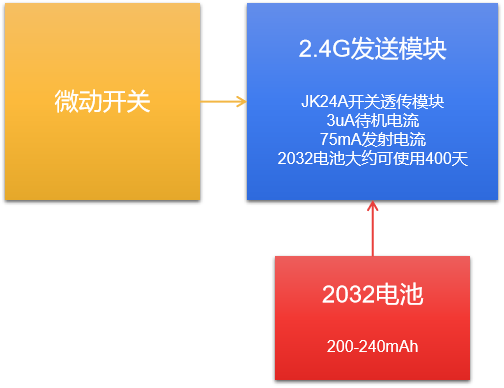 微动开关
2.4G发送模块
JK24A开关透传模块
3uA待机电流
75mA发射电流
2032电池大约可使用400天
2032电池
200-240mAh